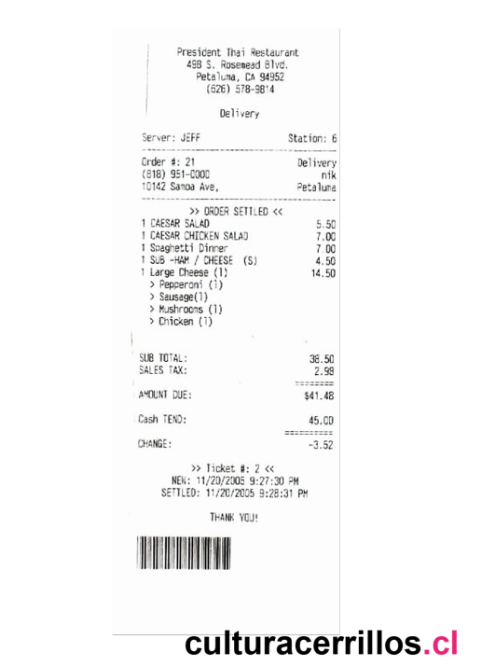 President Thai Restaurant
498 S. Rosemead Blvd.
Petaluma, CA 94952
(626) 578-9814
Delivery
Server: JEFF Station: 6
Order #: 21 Delivery
(818) 951-0000 nik
10142 Samoa Ave, Petaluma
>> ORDER SETTLED <<
1 CAESAR SALAD 5.50
1 CAESAR CHICKEN SALAD 7.00
1 Spaghetti Dinner 7.00
1 SUB -HAM / CHEESE (S) 4.50
1 Large Cheese (1) 14.50
> Pepperoni (1)
> Sausage(1)
> Mushrooms (1)
> Chicken (1)
SUB TOTAL: 38.50
SALES TAX: 2.98
========
AMOUNT DUE: $41.48
Cash TEND: 45.00
==========
CHANGE: -3.52
>> Ticket #: 2 <<
NEW: 11/20/2005 9:27:30 PM
SETTLED: 11/20/2005 9:28:31 PM
THANK YOU!
culturacerrillos.cl